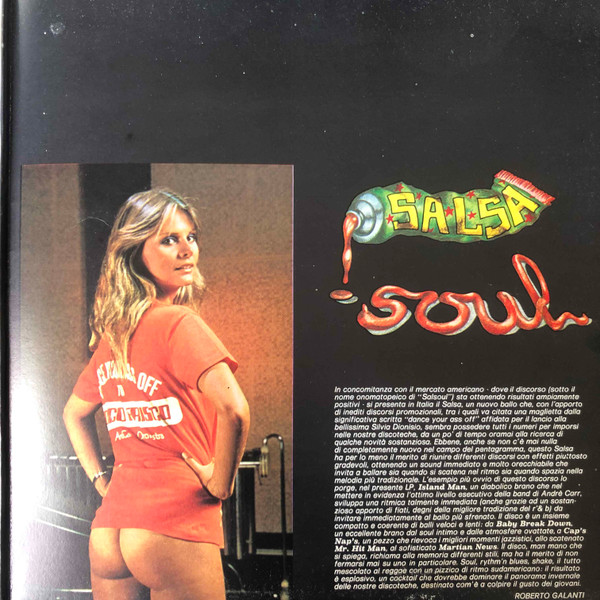 SALSA
Soul
OFF
In concomitanza con il mercato americano - dove il discorso (sotto il
nome onomatopeico di "Salsoul") sta ottenendo risultati ampiamente
positivi - si presenta in Italia il Salsa, un nuovo ballo che, con l'apporto
di inediti discorsi promozionali, tra i quali va citata una maglietta dalla
significativa scritta "dance your ass off" affidata per il lancio alla
bellissima Silvia Dionisio, sembra possedere tutti i numeri per imporsi
nelle nostre discoteche, da un po' di tempo oramai alla ricerca di
qualche novità sostanziosa. Ebbene, anche se non c'è mai nulla
di completamente nuovo nel campo del pentagramma, questo Salsa
ha per lo meno il merito di riunire differenti discorsi con effetti piuttosto
gradevoli, ottenendo un sound immediato e molto orecchiabile che
invita a ballare sia quando si scatena nel ritmo sia quando spazia nella
melodia più tradizionale. L'esempio più ovvio di questo discorso lo
porge, nel presente LP, Island Man, un diabolico brano che nel
mettere in evidenza l'ottimo livello esecutivo della band di André Carr,
sviluppa una ritmica talmente immediata (anche grazie ad un sostan-
zioso apporto di fiati, degni della migliore tradizione del r'& b) da
invitare immediatamente al ballo più sfrenato. Il disco è un insieme
compatto e coerente di balli veloci e lenti: da Baby Break Down,
un eccellente brano dal soul intimo e dalle atmosfere ovattate, a Cap's
Nap's, un pezzo che rievoca i migliori momenti jazzistici, allo scatenato
Mr. Hit Man, al sofisticato Martian News. Il disco, man mano che
si spiega, richiama alla memoria differenti stili, ma ha il merito di non
fermarsi mai su uno in particolare. Soul, rythm'n blues, shake, il tutto
mescolato al reggae con un pizzico di ritmo sudamericano: il risultato
è esplosivo, un cocktail che dovrebbe dominare il panorama invernale
delle nostre discoteche, destinato com'è a colpire il gusto dei giovani.
ROBERTO GALANTI